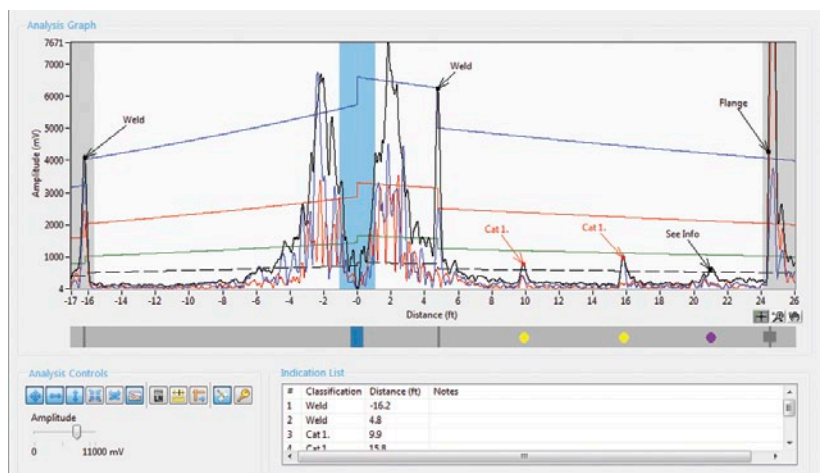 Analysis Graph
7671
7000
6000
5000
4000
3000
2000
1000
4
Amplitude (mV)
Weld
Weld
Flange
Cat 1.
Cat 1.
See Info
-17 -16 -14 -12 -10 -8 -6 -4 -2 0 2 4 6 8 10 12 14 16 18 20 22 24 26
Distance (ft)
Analysis Controls
Amplitude
0 11000 mV
Indication List
# Classification Distance (ft) Notes
1 Weld -16.2
2 Weld 4.8
3 Cat 1. 9.9
4 Cat 1 15.8